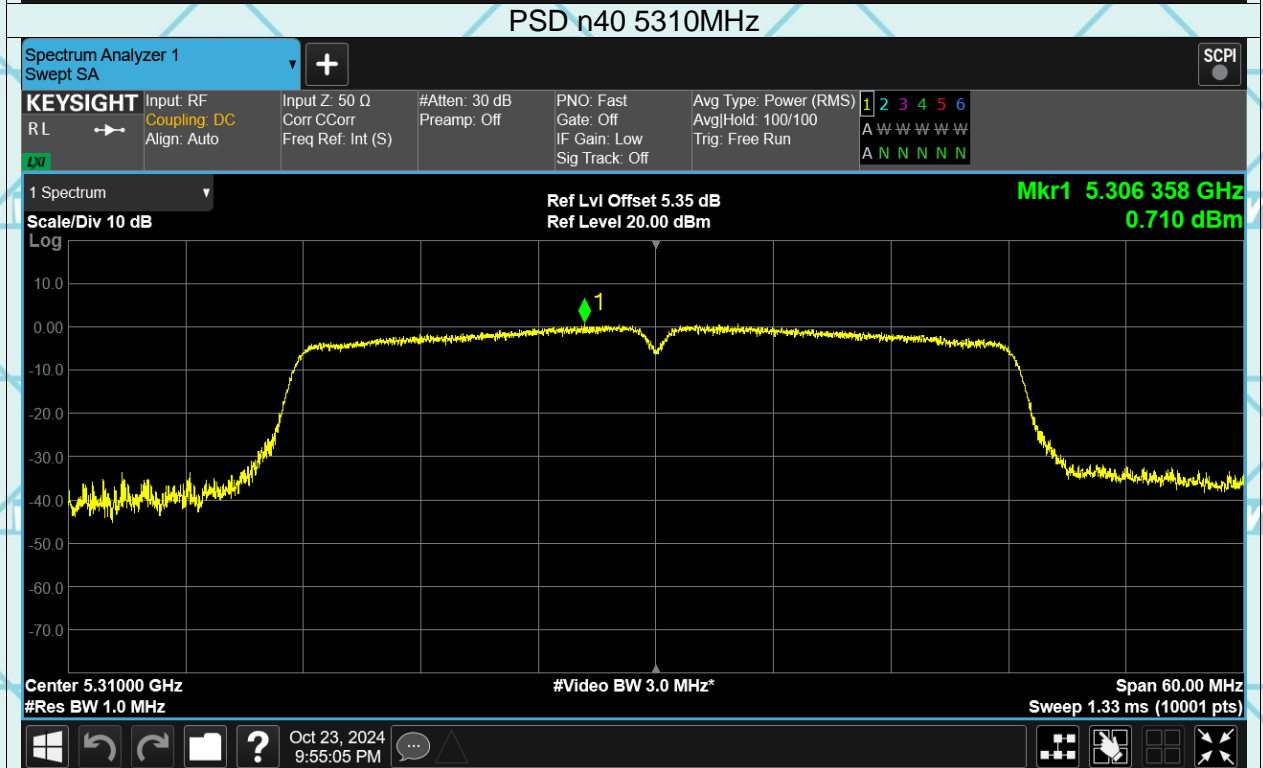 PSD n40 5310MHz
Spectrum Analyzer 1
Swept SA
SCPI
KEYSIGHT
RL
LXI
Input: RF
Coupling: DC
Align: Auto
Input Z: 50 Ω
Corr CCorr
Freq Ref: Int (S)
#Atten: 30 dB
Preamp: Off
PNO: Fast
Gate: Off
IF Gain: Low
Sig Track: Off
Avg Type: Power (RMS)
Avg|Hold: 100/100
Trig: Free Run
1 2 3 4 5 6
A W W W W W
A N N N N N
1 Spectrum
Scale/Div 10 dB
Ref Lvl Offset 5.35 dB
Ref Level 20.00 dBm
Mkr1 5.306 358 GHz
0.710 dBm
Log
10.0
0.00
-10.0
-20.0
-30.0
-40.0
-50.0
-60.0
-70.0
1
Center 5.31000 GHz
#Res BW 1.0 MHz
#Video BW 3.0 MHz*
Span 60.00 MHz
Sweep 1.33 ms (10001 pts)
?
Oct 23, 2024
9:55:05 PM